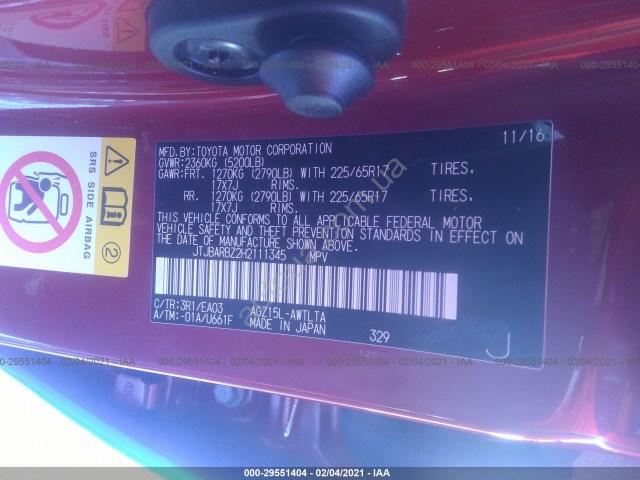 11/16
MFD.BY:TOYOTA MOTOR CORPORATION
GVWR:2360KG (5200LB)
GAWR:FRT. 1270KG (2790LB) WITH 225/65R17 TIRES.
17X7J RIMS.
RR. 1270KG (2790LB) WITH 225/65R17 TIRES.
17X7J RIMS.
THIS VEHICLE CONFORMS TO ALL APPLICABLE FEDERAL MOTOR
VEHICLE SAFETY AND THEFT PREVENTION STANDARDS IN EFFECT ON
THE DATE OF MANUFACTURE SHOWN ABOVE.
JTJBARBZ2H2111345 MPV
C/TR:3R1/EA03 AGZ15L-AWTLTA
A/TM:-01A/U661F MADE IN JAPAN
329
J
SRS SIDE AIRBAG
2
000-29551404 - 02/04/2021 - IAA